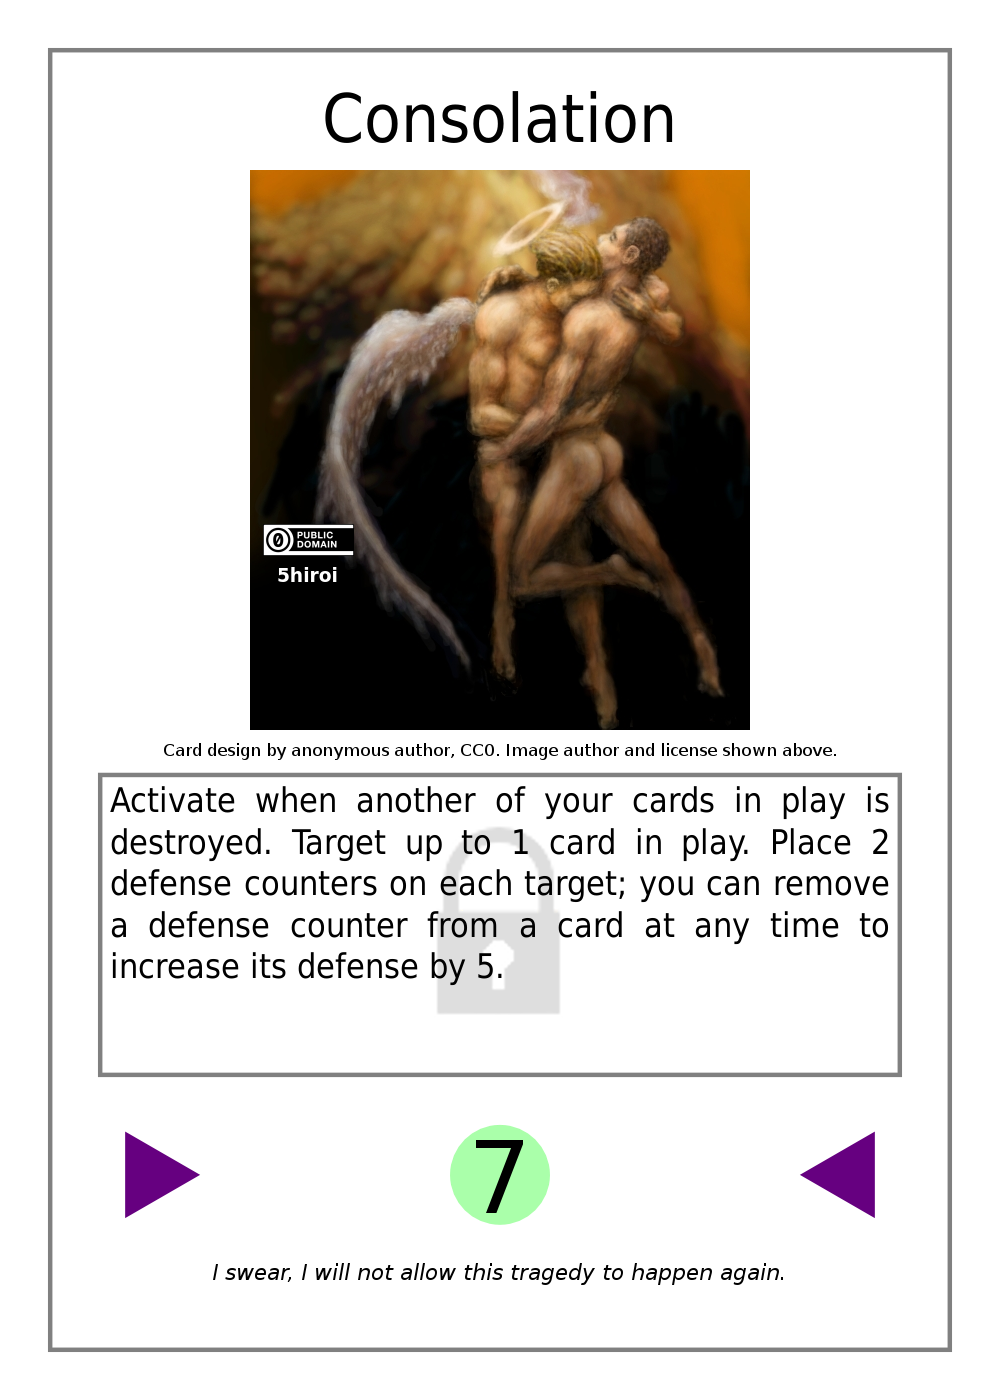 Consolation
0 PUBLIC
DOMAIN
5hiroi
Card design by anonymous author, CC0. Image author and license shown above.
Activate when another of your cards in play is
destroyed. Target up to 1 card in play. Place 2
defense counters on each target; you can remove
a defense counter from a card at any time to
increase its defense by 5.
7
I swear, I will not allow this tragedy to happen again.